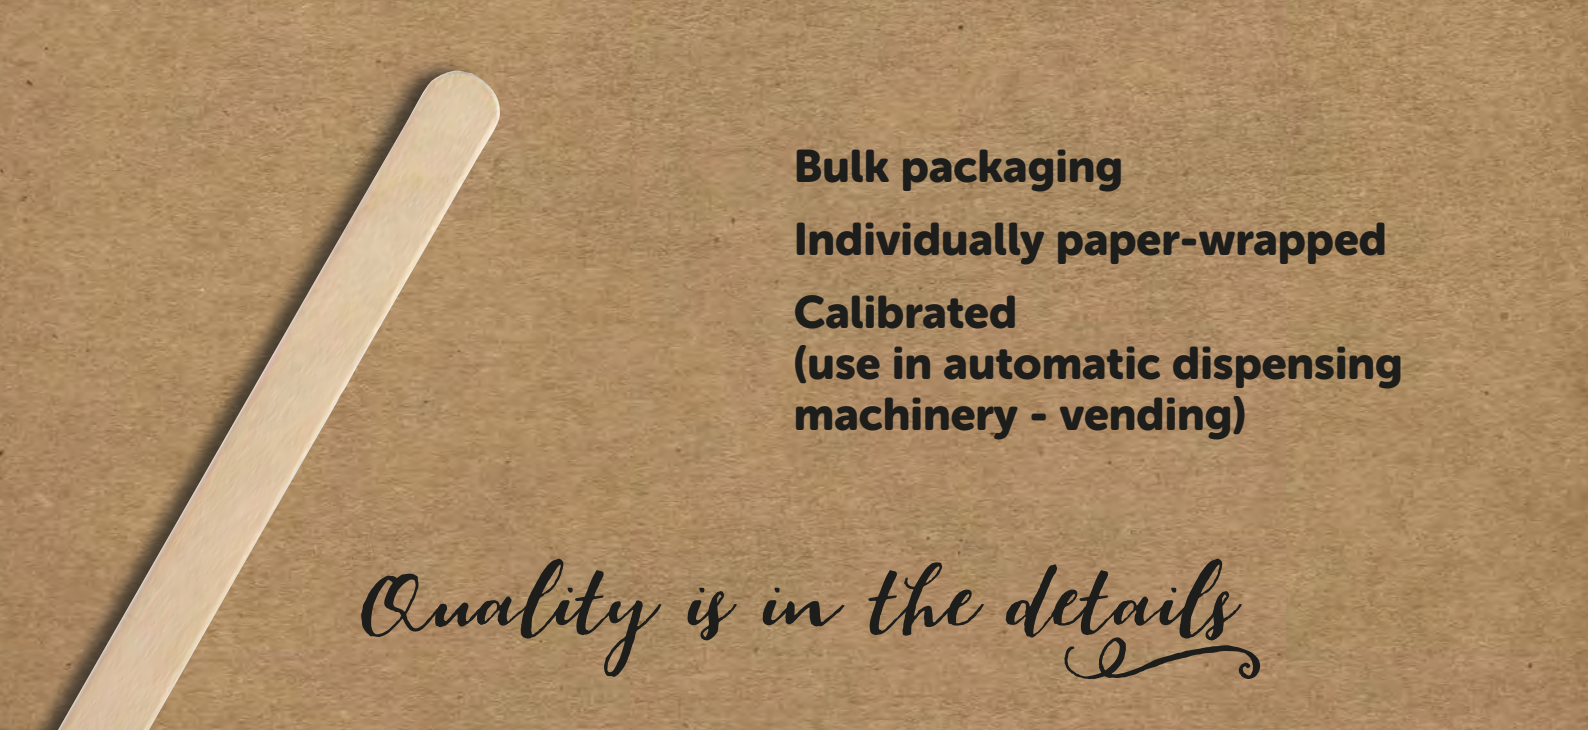 Bulk packaging
Individually paper-wrapped
Calibrated
(use in automatic dispensing
machinery - vending)
Quality is in the details